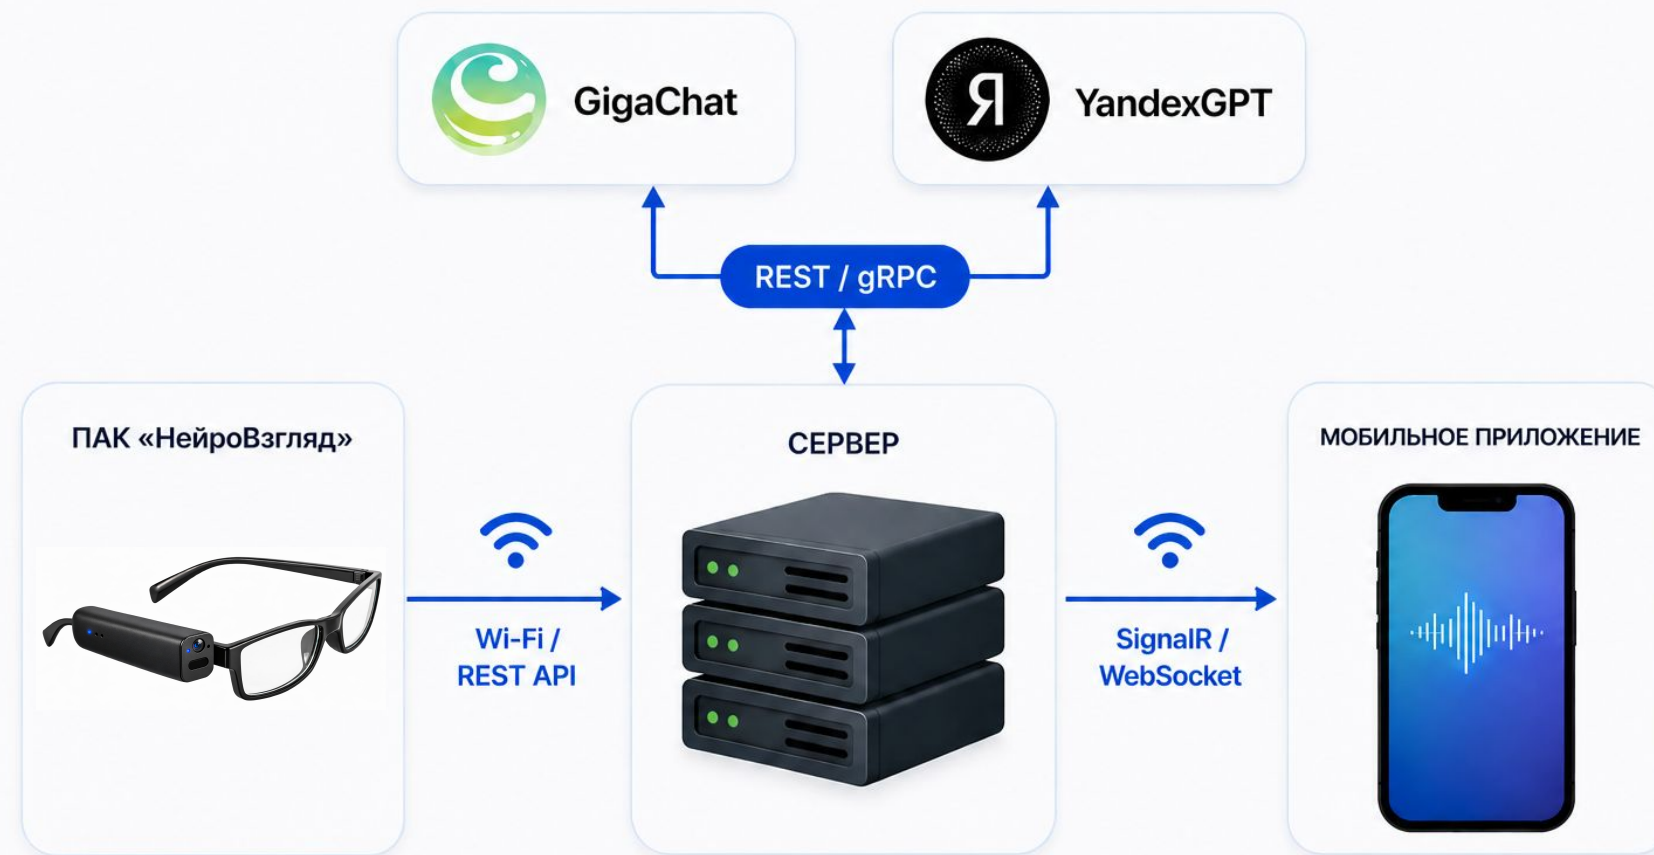 GigaChat
Я
YandexGPT
REST / gRPC
ПАК «НейроВзгляд»
Wi-Fi /
REST API
СЕРВЕР
SignalR /
WebSocket
МОБИЛЬНОЕ ПРИЛОЖЕНИЕ